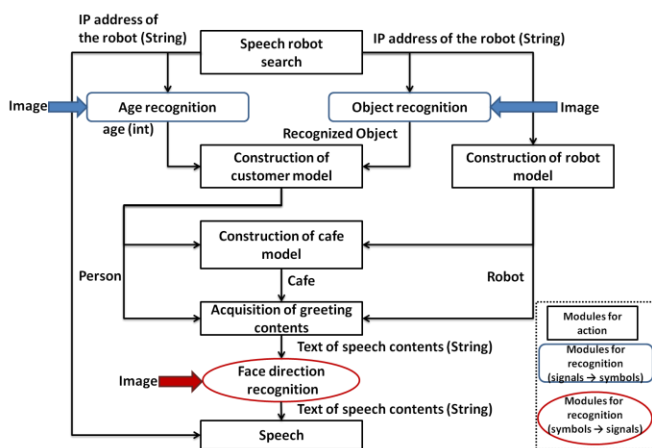 IP address of
the robot (String)
Speech robot
search
IP address of the robot (String)
Image
Age recognition
Object recognition
Image
age (int)
Recognized Object
Construction of
customer model
Construction of robot
model
Construction of cafe
model
Person
Cafe
Robot
Acquisition of greeting
contents
Text of speech contents (String)
Image
Face direction
recognition
Text of speech contents (String)
Speech
Modules for
action
Modules for
recognition
(signals → symbols)
Modules for
recognition
(symbols → signals)